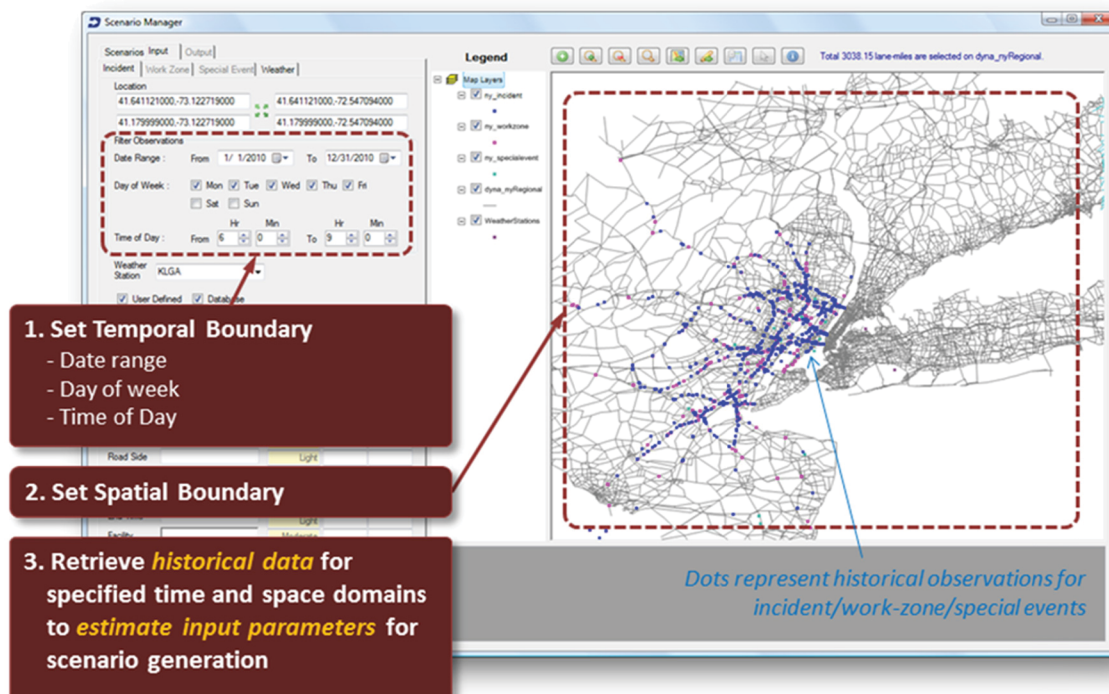 Scenario Manager
Scenarios Input Output
Incident Work Zone Special Event Weather
Location
41.641121000,-73.122719000 41.641121000,-72.547094000
41.179999000,-73.122719000 41.179999000,-72.547094000
Filter Observations
Date Range : From 1/ 1/2010 To 12/31/2010
Day of Week : Mon Tue Wed Thu Fri
Sat Sun
Hr Min Hr Min
Time of Day : From 6 0 To 9 0
Weather Station KLGA
User Defined Database
1. Set Temporal Boundary
- Date range
- Day of week
- Time of Day
Road Side Light
2. Set Spatial Boundary
Light
Facility Moderate
3. Retrieve historical data for
specified time and space domains
to estimate input parameters for
scenario generation
Legend
Map Layers
ny_incident
ny_workzone
ny_specialevent
dyna_nyRegional
WeatherStations
Total 3038.15 lane-miles are selected on dyna_nyRegional.
Dots represent historical observations for
incident/work-zone/special events